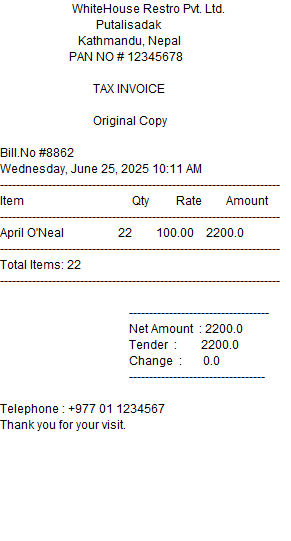 WhiteHouse Restro Pvt. Ltd.
Putalisadak
Kathmandu, Nepal
PAN NO # 12345678
TAX INVOICE
Original Copy
Bill.No #8862
Wednesday, June 25, 2025 10:11 AM
----------------------------------------------------------------------
Item Qty Rate Amount
----------------------------------------------------------------------
April O'Neal 22 100.00 2200.0
----------------------------------------------------------------------
Total Items: 22
----------------------------------------------------------------------
-----------------------------------
Net Amount : 2200.0
Tender : 2200.0
Change : 0.0
----------------------------------
Telephone : +977 01 1234567
Thank you for your visit.